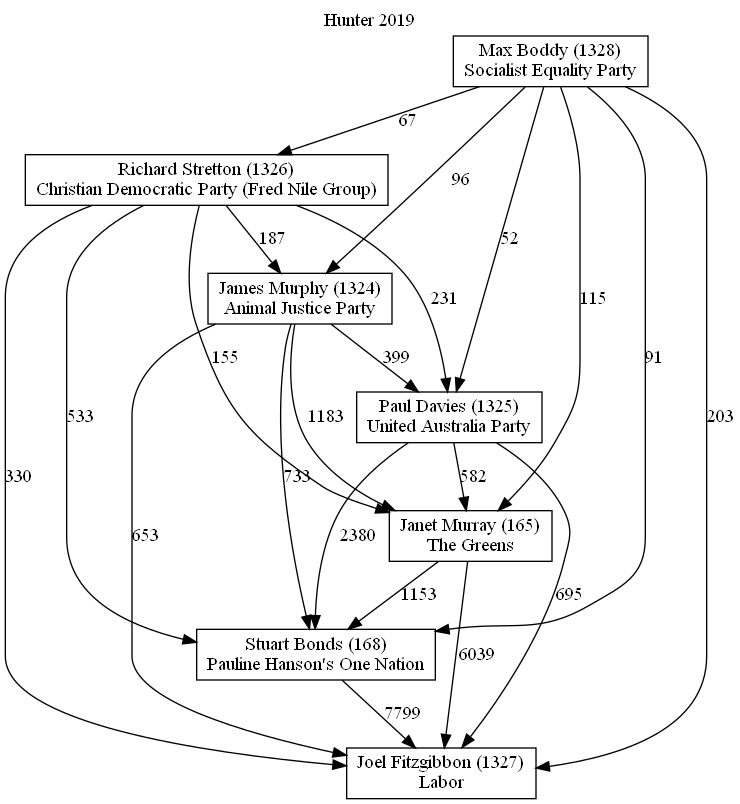 Hunter 2019
Max Boddy (1328)
Socialist Equality Party
67
Richard Stretton (1326)
Christian Democratic Party (Fred Nile Group)
96
187
52
James Murphy (1324)
Animal Justice Party
231
115
155
399
91
Paul Davies (1325)
United Australia Party
533
1183
203
330
733
582
Janet Murray (165)
The Greens
653
2380
1153
695
Stuart Bonds (168)
Pauline Hanson's One Nation
6039
7799
Joel Fitzgibbon (1327)
Labor